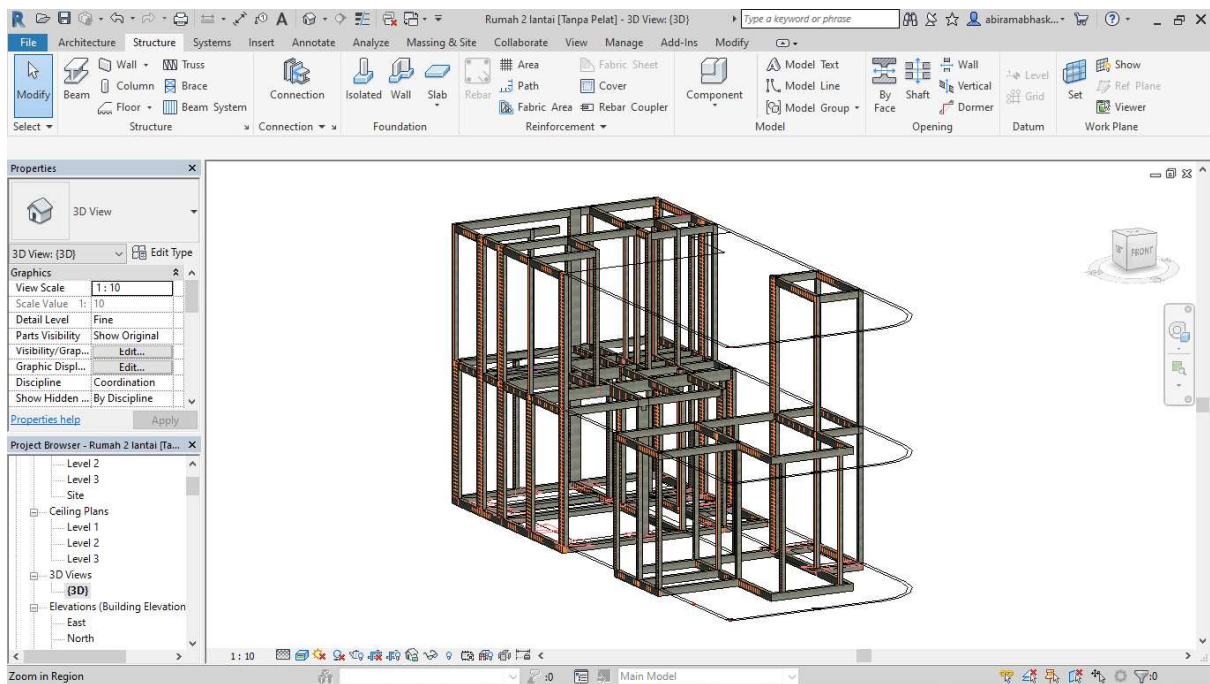 R A Rumah 2 lantai [Tanpa Pelat] - 3D View: {3D} Type a keyword or phrase abiramabhask... ?
File Architecture Structure Systems Insert Annotate Analyze Massing & Site Collaborate View Manage Add-Ins Modify
Modify
Select
Beam
Wall
Column
Floor
Truss
Brace
Beam System
Structure
Connection
Connection
Isolated
Wall
Slab
Foundation
Rebar
Area
Path
Fabric Area
Fabric Sheet
Cover
Rebar Coupler
Reinforcement
Component
Model Text
Model Line
Model Group
Model
By
Face
Shaft
Wall
Vertical
Dormer
Opening
Level
Grid
Datum
Set
Show
Ref Plane
Viewer
Work Plane
Properties X
3D View
3D View: {3D} Edit Type
Graphics
View Scale 1 : 10
Scale Value 1: 10
Detail Level Fine
Parts Visibility Show Original
Visibility/Grap... Edit...
Graphic Displ... Edit...
Discipline Coordination
Show Hidden ... By Discipline
Properties help Apply
Project Browser - Rumah 2 lantai [Ta... X
Level 2
Level 3
Site
Ceiling Plans
Level 1
Level 2
Level 3
3D Views
{3D}
Elevations (Building Elevation
East
North
FRONT
1 : 10
Zoom in Region
:0
Main Model
:0